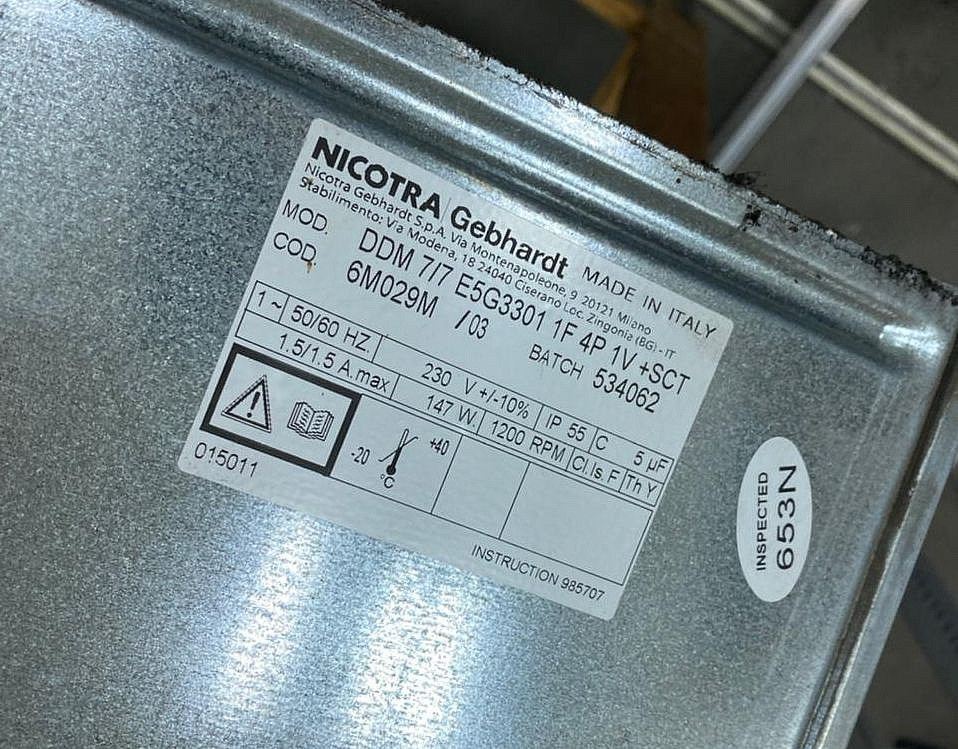 NICOTRA Gebhardt MADE IN ITALY
Nicotra Gebhardt S.p.A. Via Montenapoleone, 9 20121 Milano
Stabilimento: Via Modena, 18 24040 Ciserano Loc. Zingonia (BG) - IT
MOD. DDM 7/7 E5G3301 1F 4P 1V +SCT
COD. 6M029M /03 BATCH 534062
1 ~ 50/60 HZ. 230 V +/-10% IP 55 C 5 µF
1.5/1.5 A.max 147 W. 1200 RPM Cl.Is. F Th Y
-20 °C +40
015011
INSTRUCTION 985707
INSPECTED
653N